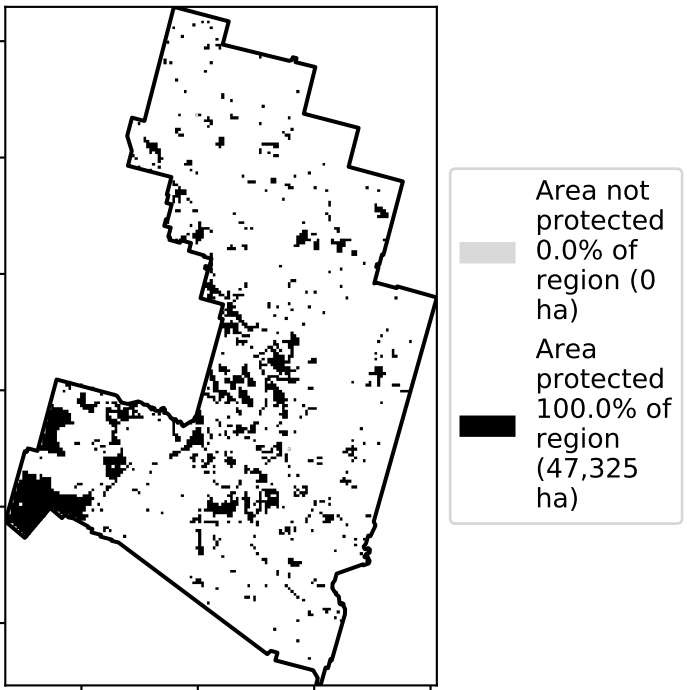 Area not
protected
0.0% of
region (0
ha)
Area
protected
100.0% of
region
(47,325
ha)